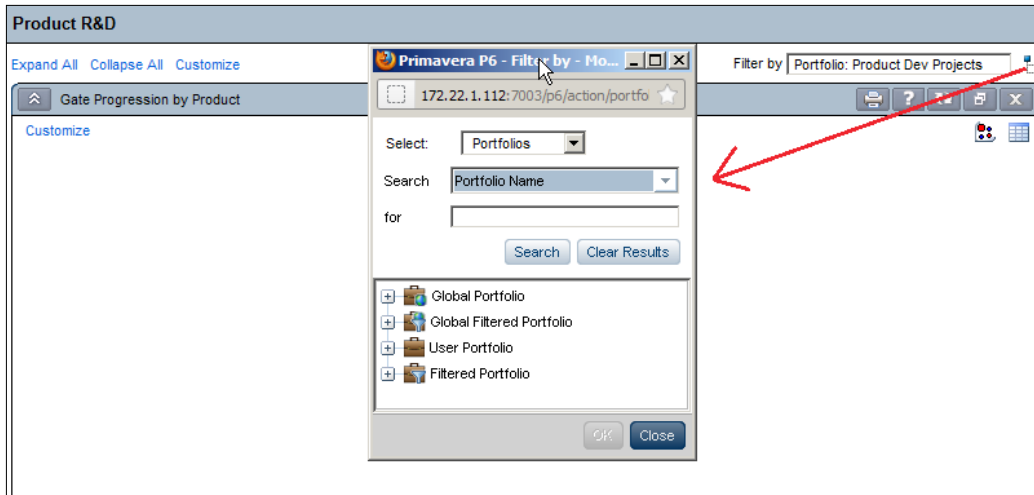 Product R&D
Expand All Collapse All Customize
Filter by Portfolio: Product Dev Projects
Gate Progression by Product
?
X
Customize
Primavera P6 - Filter by - Mo...
172.22.1.112:7003/p6/action/portfo
Select: Portfolios
Search Portfolio Name
for
Search Clear Results
Global Portfolio
Global Filtered Portfolio
User Portfolio
Filtered Portfolio
OK Close